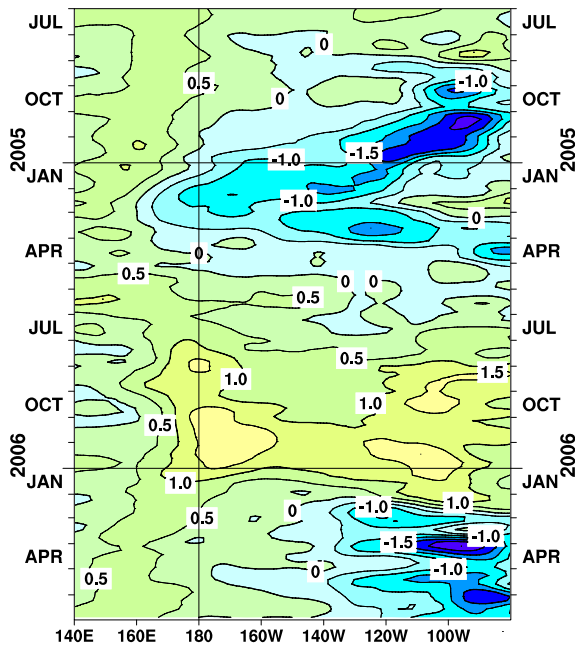 JUL JUL
0
0.5
-1.0
OCT 0 OCT
2005 2005
-1.0 -1.5
JAN JAN
-1.0
0
APR 0 APR
0.5 0 0
0.5
JUL JUL
0.5
1.0 1.5
OCT 1.0 OCT
0.5
2006 2006
JAN 1.0 JAN
1.0
0.5 0 -1.0
-1.0
-1.5
APR APR
0.5 0 -1.0
140E 160E 180 160W 140W 120W 100W